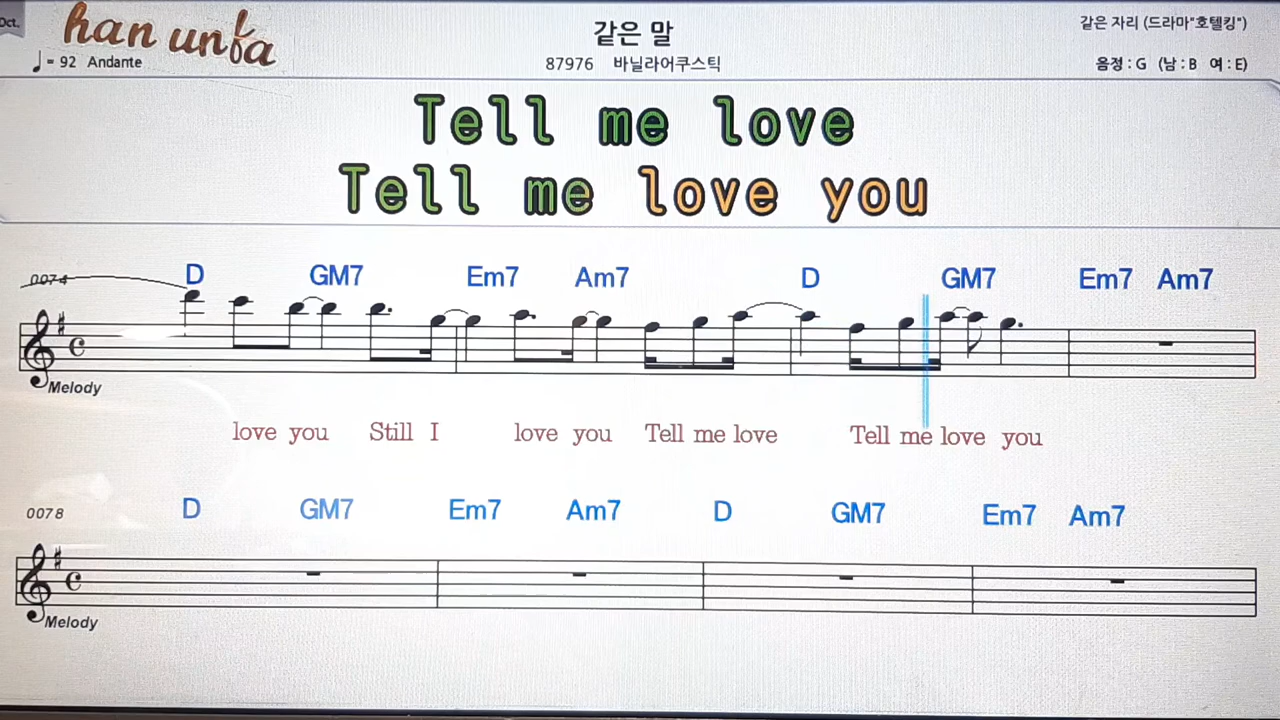 Oct.
han unfa
같은 말
같은 자리 (드라마"호텔킹")
= 92 Andante
87976 바닐라어쿠스틱
음정 : G (남 : B 여 : E)
Tell me love
Tell me love you
0074
D GM7 Em7 Am7 D GM7 Em7 Am7
Melody
love you Still I love you Tell me love Tell me love you
0078
D GM7 Em7 Am7 D GM7 Em7 Am7
Melody